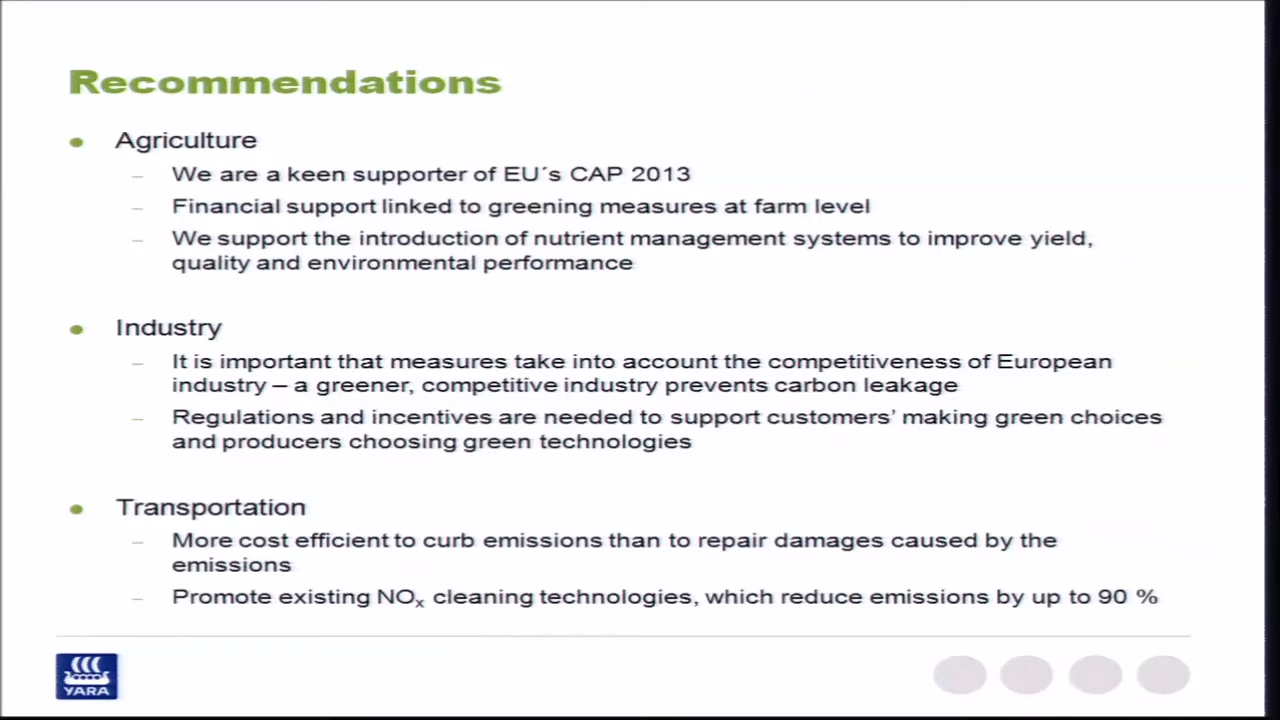 Recommendations
● Agriculture
– We are a keen supporter of EU´s CAP 2013
– Financial support linked to greening measures at farm level
– We support the introduction of nutrient management systems to improve yield,
quality and environmental performance
● Industry
– It is important that measures take into account the competitiveness of European
industry – a greener, competitive industry prevents carbon leakage
– Regulations and incentives are needed to support customers’ making green choices
and producers choosing green technologies
● Transportation
– More cost efficient to curb emissions than to repair damages caused by the
emissions
– Promote existing NOₓ cleaning technologies, which reduce emissions by up to 90 %
YARA